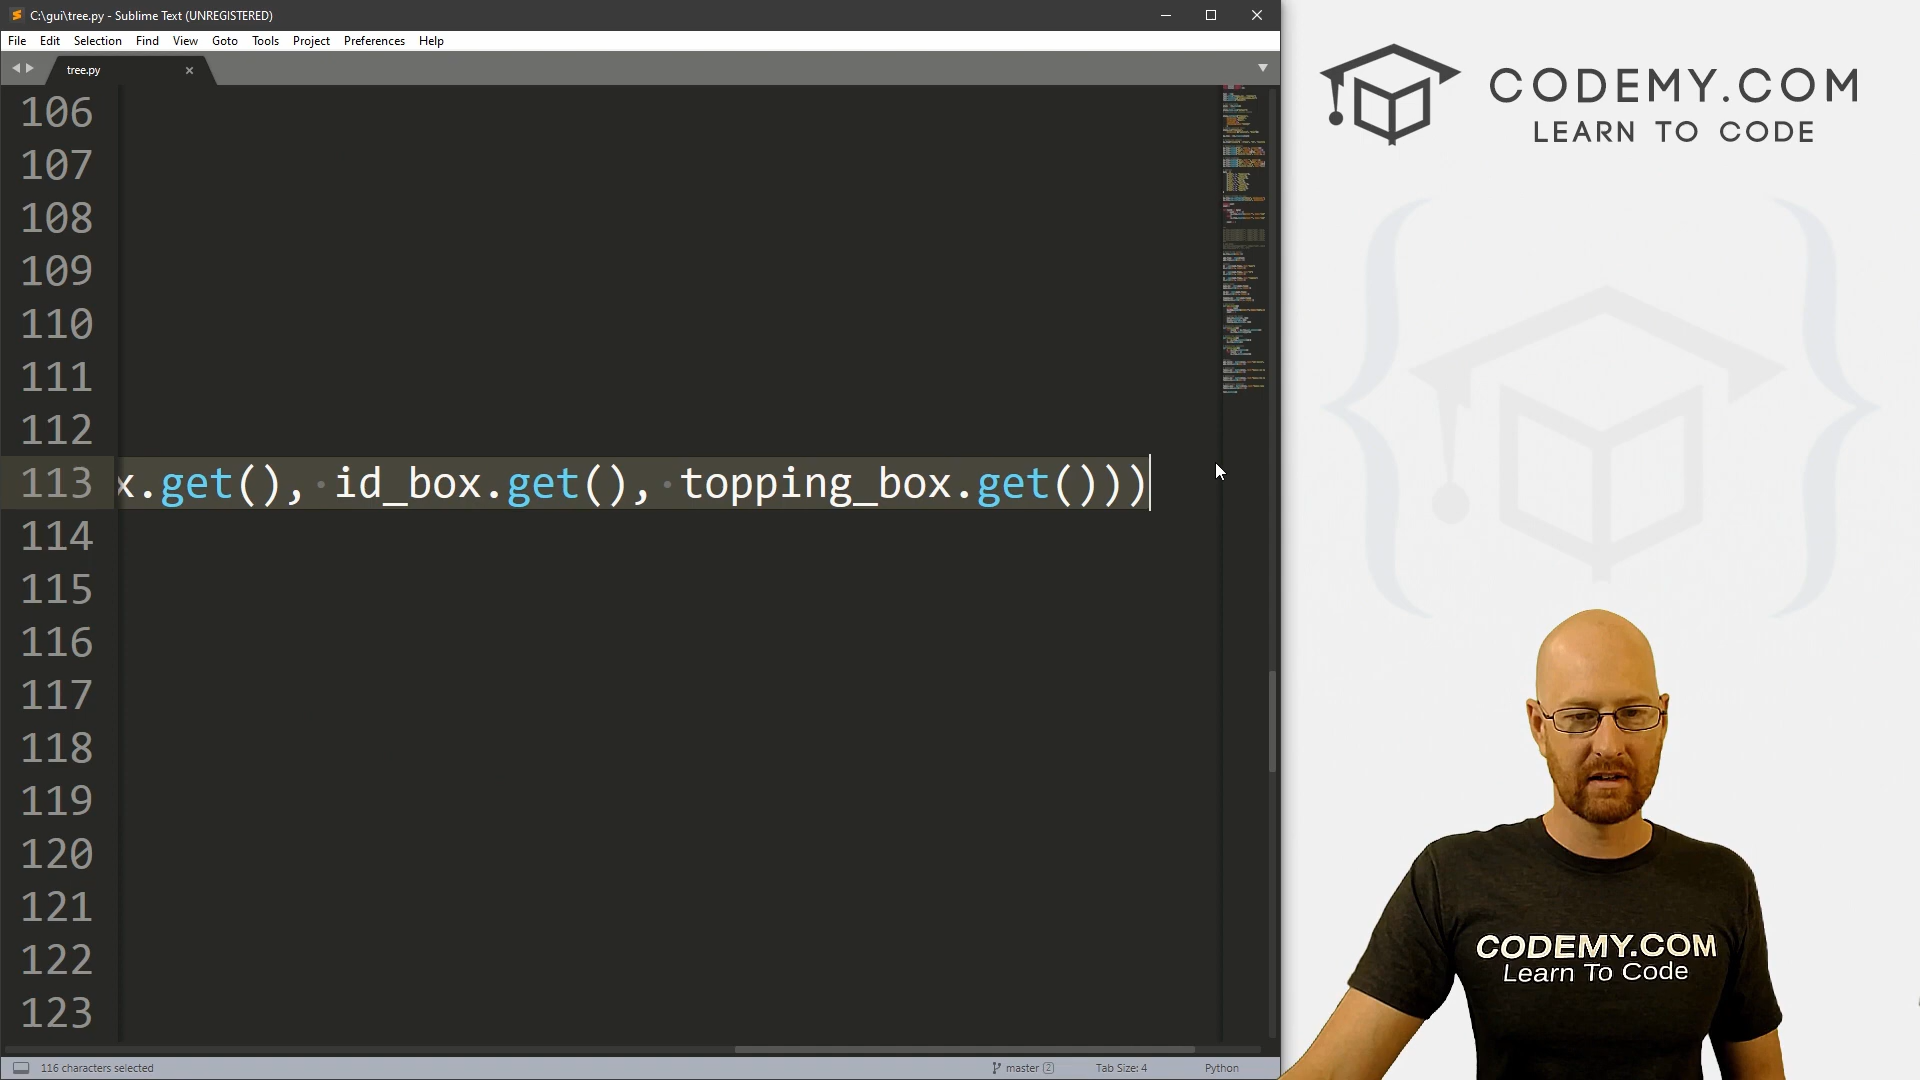 C:\gui\tree.py - Sublime Text (UNREGISTERED)
File Edit Selection Find View Goto Tools Project Preferences Help
tree.py
106
107
108
109
110
111
112
113 x.get(), id_box.get(), topping_box.get()))
114
115
116
117
118
119
120
121
122
123
116 characters selected
master 2
Tab Size: 4
Python
CODEMY.COM
LEARN TO CODE
CODEMY.COM
Learn To Code